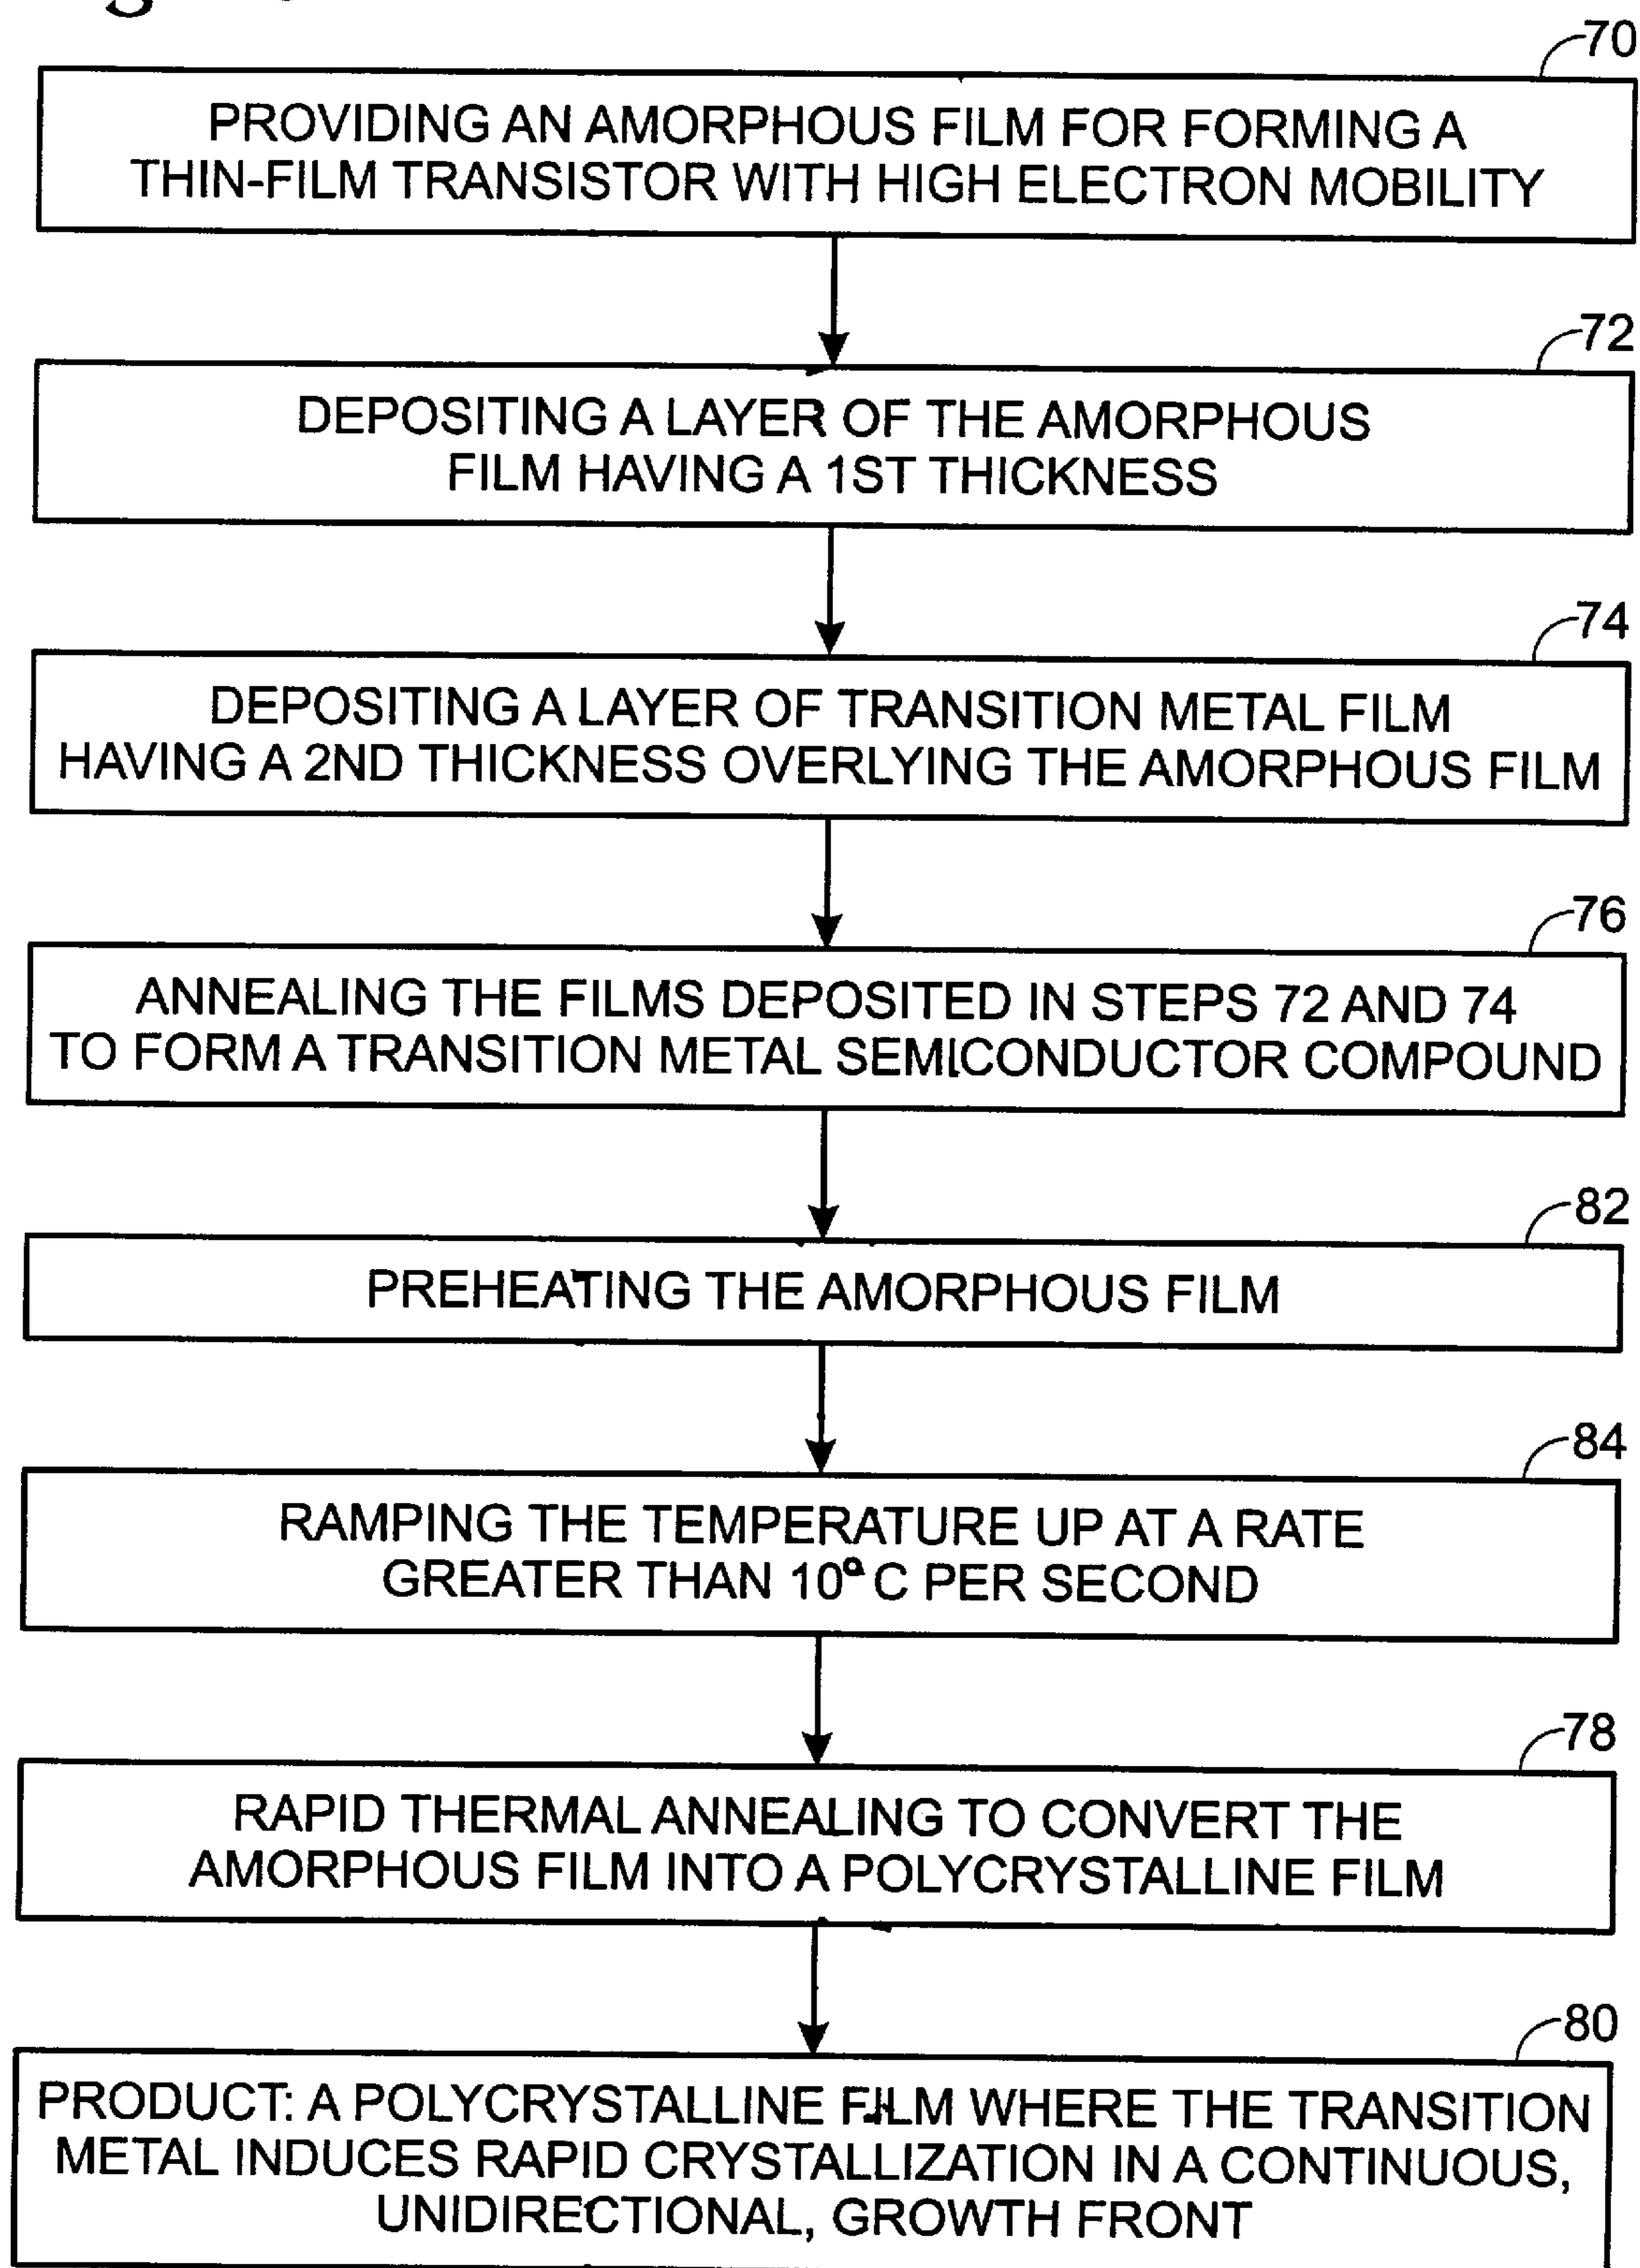 70
PROVIDING AN AMORPHOUS FILM FOR FORMING A
THIN-FILM TRANSISTOR WITH HIGH ELECTRON MOBILITY
72
DEPOSITING A LAYER OF THE AMORPHOUS
FILM HAVING A 1ST THICKNESS
74
DEPOSITING A LAYER OF TRANSITION METAL FILM
HAVING A 2ND THICKNESS OVERLYING THE AMORPHOUS FILM
76
ANNEALING THE FILMS DEPOSITED IN STEPS 72 AND 74
TO FORM A TRANSITION METAL SEMICONDUCTOR COMPOUND
82
PREHEATING THE AMORPHOUS FILM
84
RAMPING THE TEMPERATURE UP AT A RATE
GREATER THAN 10° C PER SECOND
78
RAPID THERMAL ANNEALING TO CONVERT THE
AMORPHOUS FILM INTO A POLYCRYSTALLINE FILM
80
PRODUCT: A POLYCRYSTALLINE FILM WHERE THE TRANSITION
METAL INDUCES RAPID CRYSTALLIZATION IN A CONTINUOUS,
UNIDIRECTIONAL, GROWTH FRONT